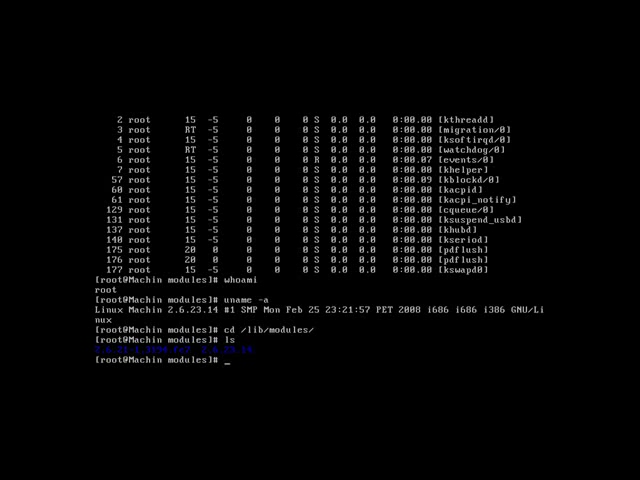 2 root 15 -5 0 0 0 S 0.0 0.0 0:00.00 [kthreadd]
3 root RT -5 0 0 0 S 0.0 0.0 0:00.00 [migration/0]
4 root 15 -5 0 0 0 S 0.0 0.0 0:00.00 [ksoftirqd/0]
5 root RT -5 0 0 0 S 0.0 0.0 0:00.00 [watchdog/0]
6 root 15 -5 0 0 0 R 0.0 0.0 0:00.07 [events/0]
7 root 15 -5 0 0 0 S 0.0 0.0 0:00.00 [khelper]
57 root 15 -5 0 0 0 S 0.0 0.0 0:00.09 [kblockd/0]
60 root 15 -5 0 0 0 S 0.0 0.0 0:00.00 [kacpid]
61 root 15 -5 0 0 0 S 0.0 0.0 0:00.00 [kacpi_notify]
129 root 15 -5 0 0 0 S 0.0 0.0 0:00.00 [cqueue/0]
131 root 15 -5 0 0 0 S 0.0 0.0 0:00.00 [ksuspend_usbd]
137 root 15 -5 0 0 0 S 0.0 0.0 0:00.00 [khubd]
140 root 15 -5 0 0 0 S 0.0 0.0 0:00.00 [kseriod]
175 root 20 0 0 0 0 S 0.0 0.0 0:00.00 [pdflush]
176 root 20 0 0 0 0 S 0.0 0.0 0:00.00 [pdflush]
177 root 15 -5 0 0 0 S 0.0 0.0 0:00.00 [kswapd0]
[root@Machin modules]# whoami
root
[root@Machin modules]# uname -a
Linux Machin 2.6.23.14 #1 SMP Mon Feb 25 23:21:57 PET 2008 i686 i686 i386 GNU/Li
nux
[root@Machin modules]# cd /lib/modules/
[root@Machin modules]# ls
2.6.23.14
[root@Machin modules]# _